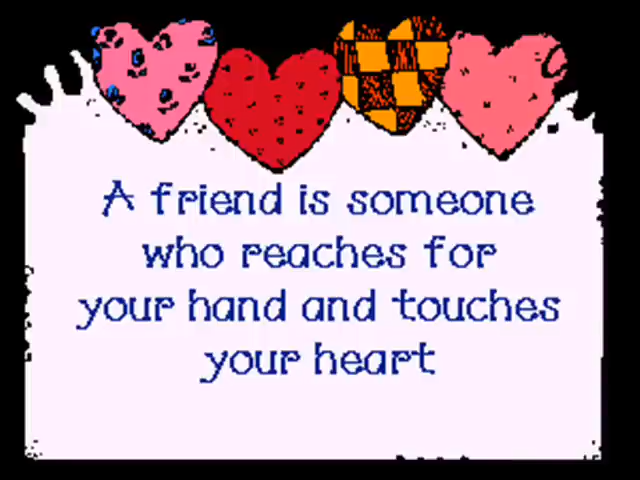 A friend is someone
who reaches for
your hand and touches
your heart